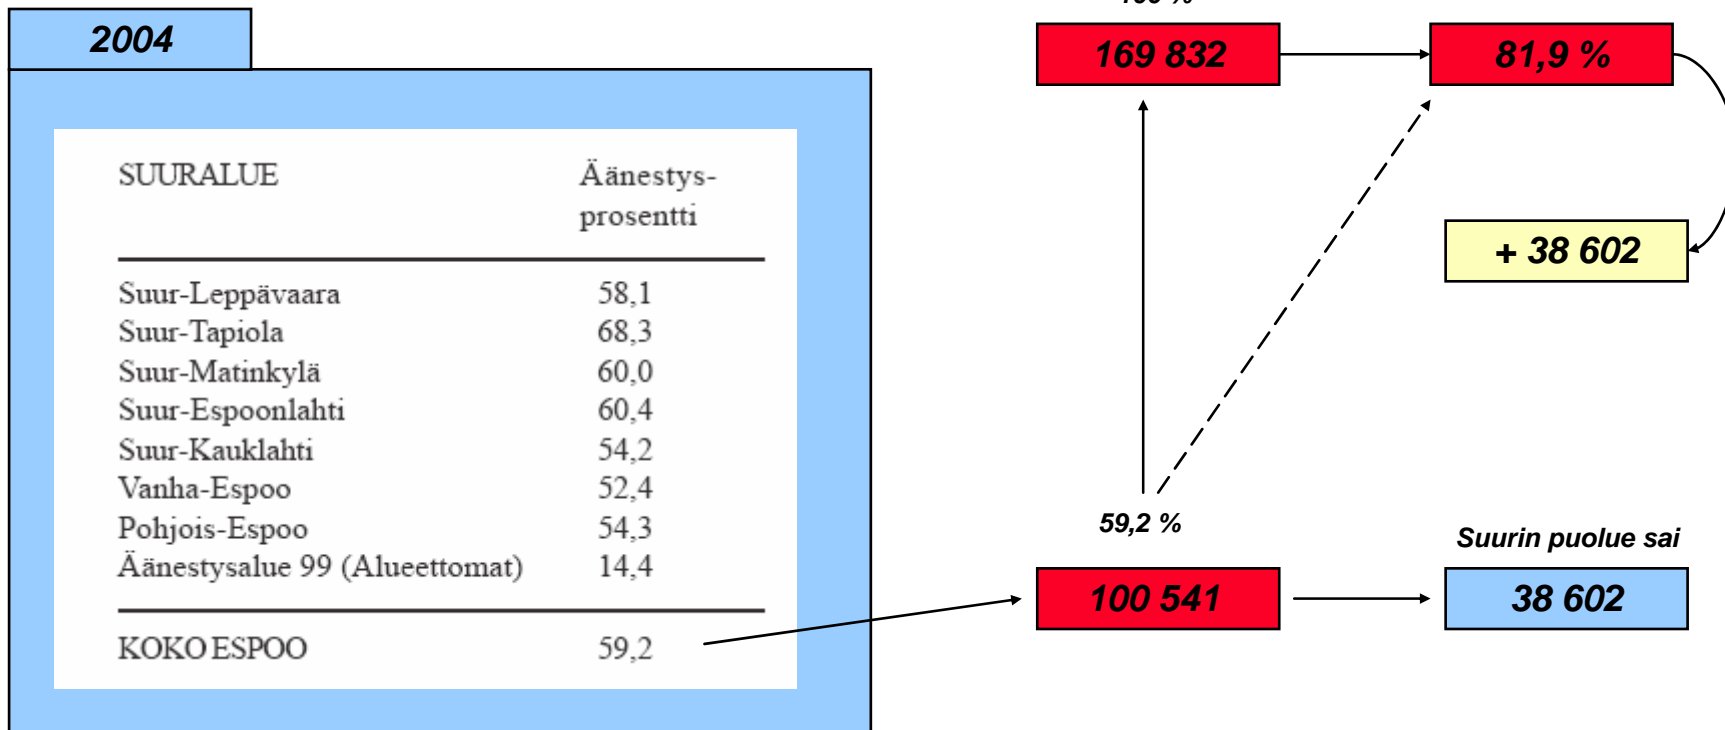 2004
SUURALUE Äänestys-
prosentti
Suur-Leppävaara 58,1
Suur-Tapiola 68,3
Suur-Matinkylä 60,0
Suur-Espoonlahti 60,4
Suur-Kauklahti 54,2
Vanha-Espoo 52,4
Pohjois-Espoo 54,3
Äänestysalue 99 (Alueettomat) 14,4
KOKO ESPOO 59,2
100 %
169 832
81,9 %
+ 38 602
59,2 %
Suurin puolue sai
100 541
38 602